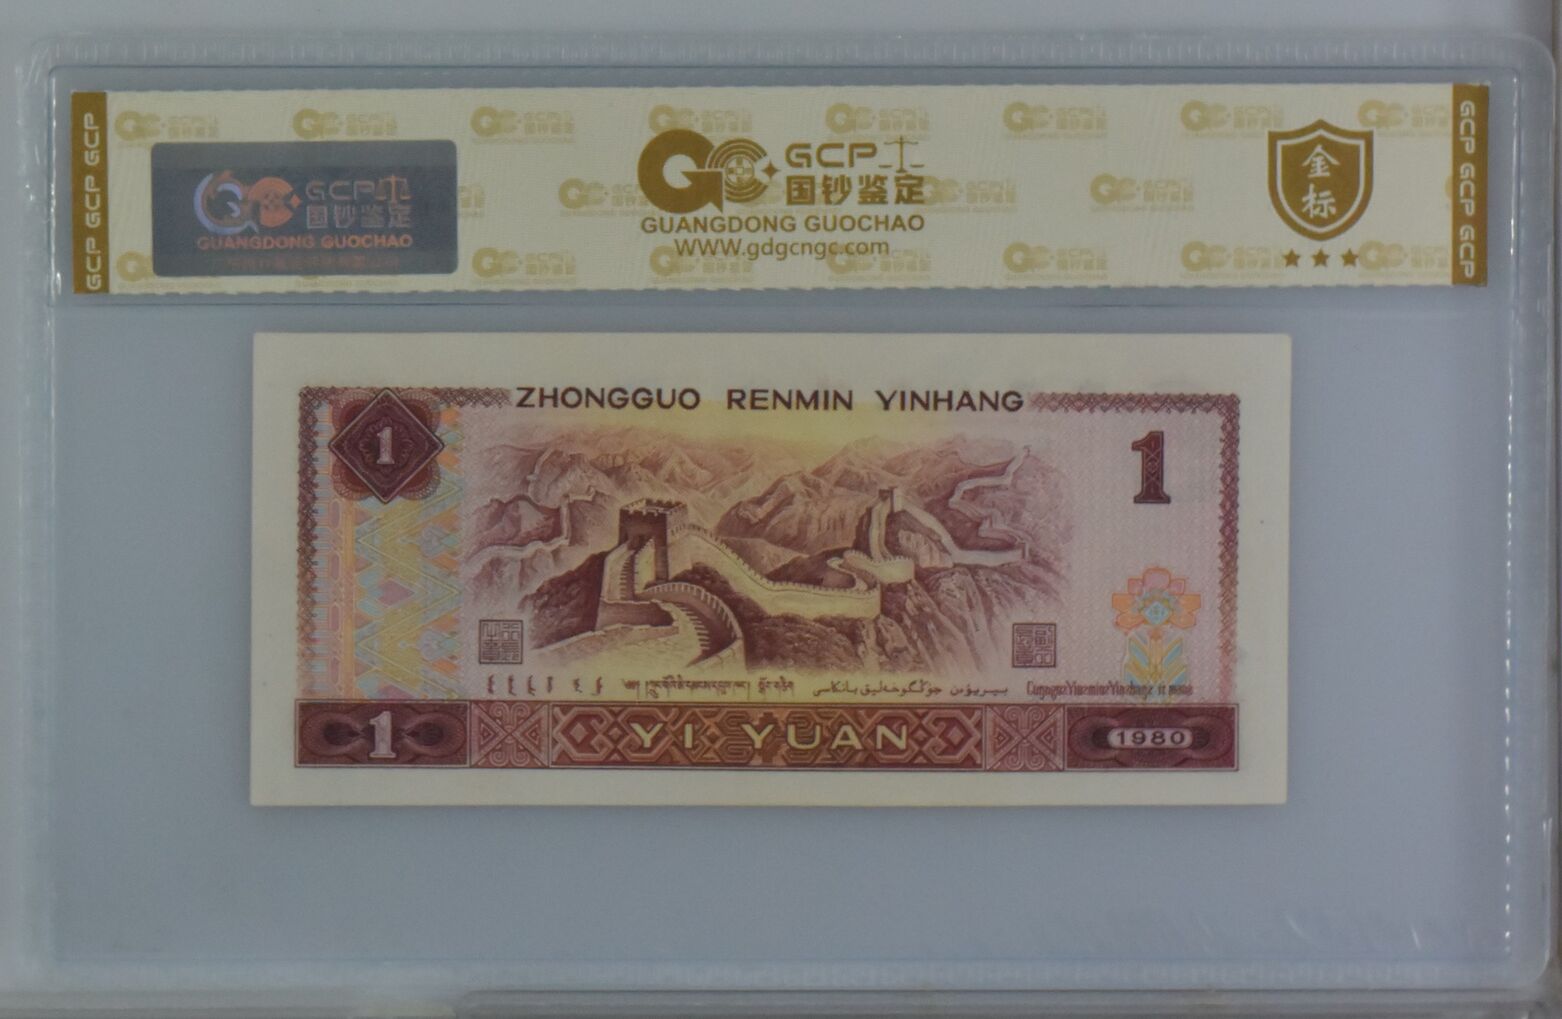 GCP GCP GCP
GCP
国钞鉴定
GUANGDONG GUOCHAO
GCP
国钞鉴定
GUANGDONG GUOCHAO
WWW.gdgcngc.com
金标
GCP GCP GCP
ZHONGGUO RENMIN YINHANG
1
1
1
YI YUAN
1980